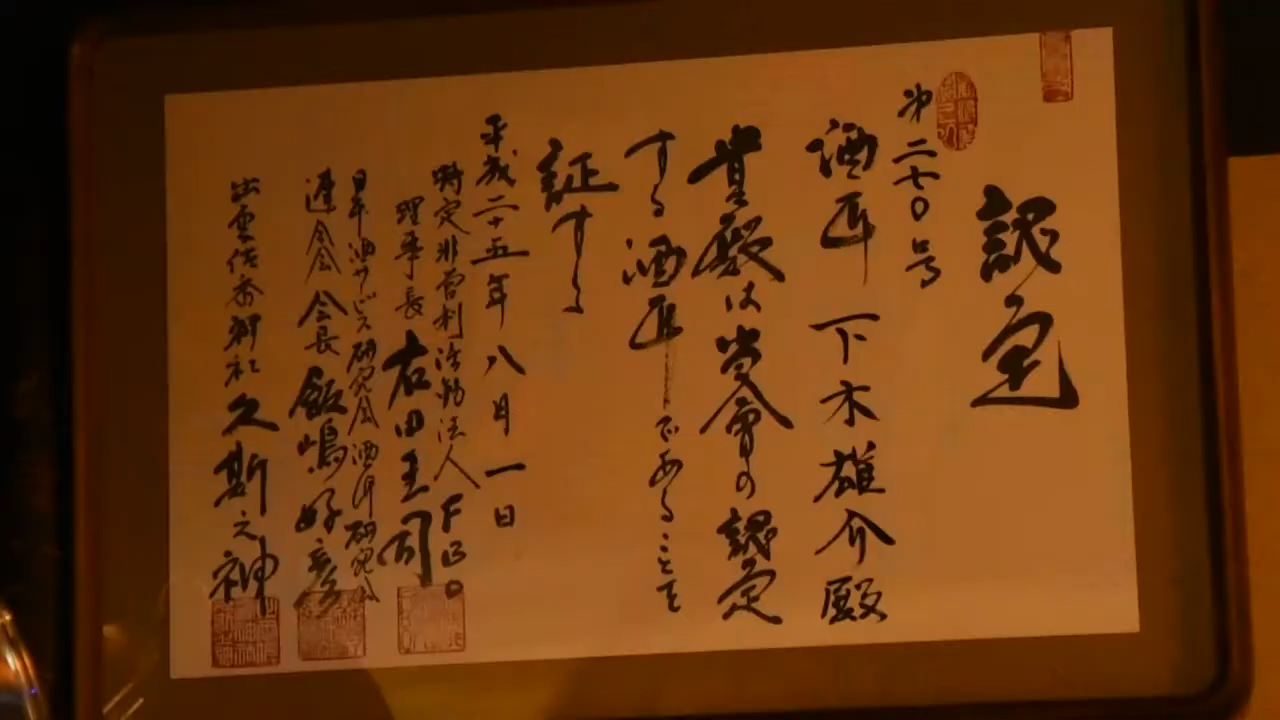 認定
第二七〇号
酒匠 下木雄介殿
貴殿は当会の認定
する酒匠であることを
証する
平成二十五年八月一日
特定非営利活動法人FBO
理事長 右田圭司
日本酒サービス研究会酒匠研究会
連合会 会長 飯嶋好彦
出雲佐香神社 久斯之神